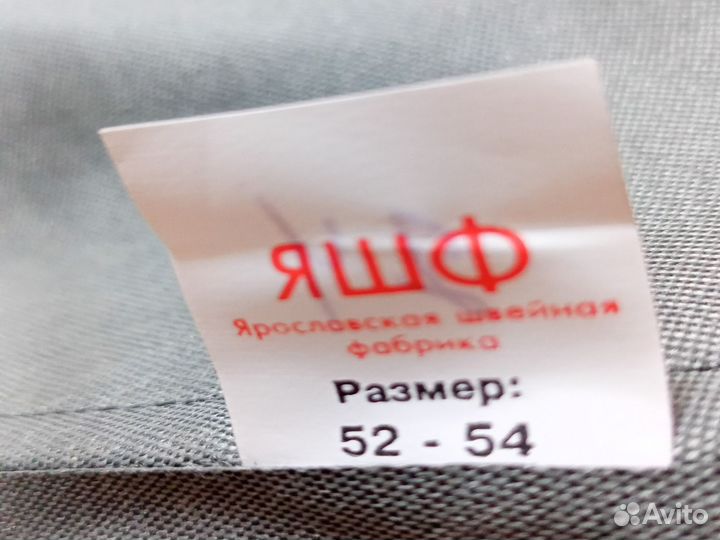 ЯШФ
Ярославская швейная
фабрика
Размер:
52 - 54
Avito